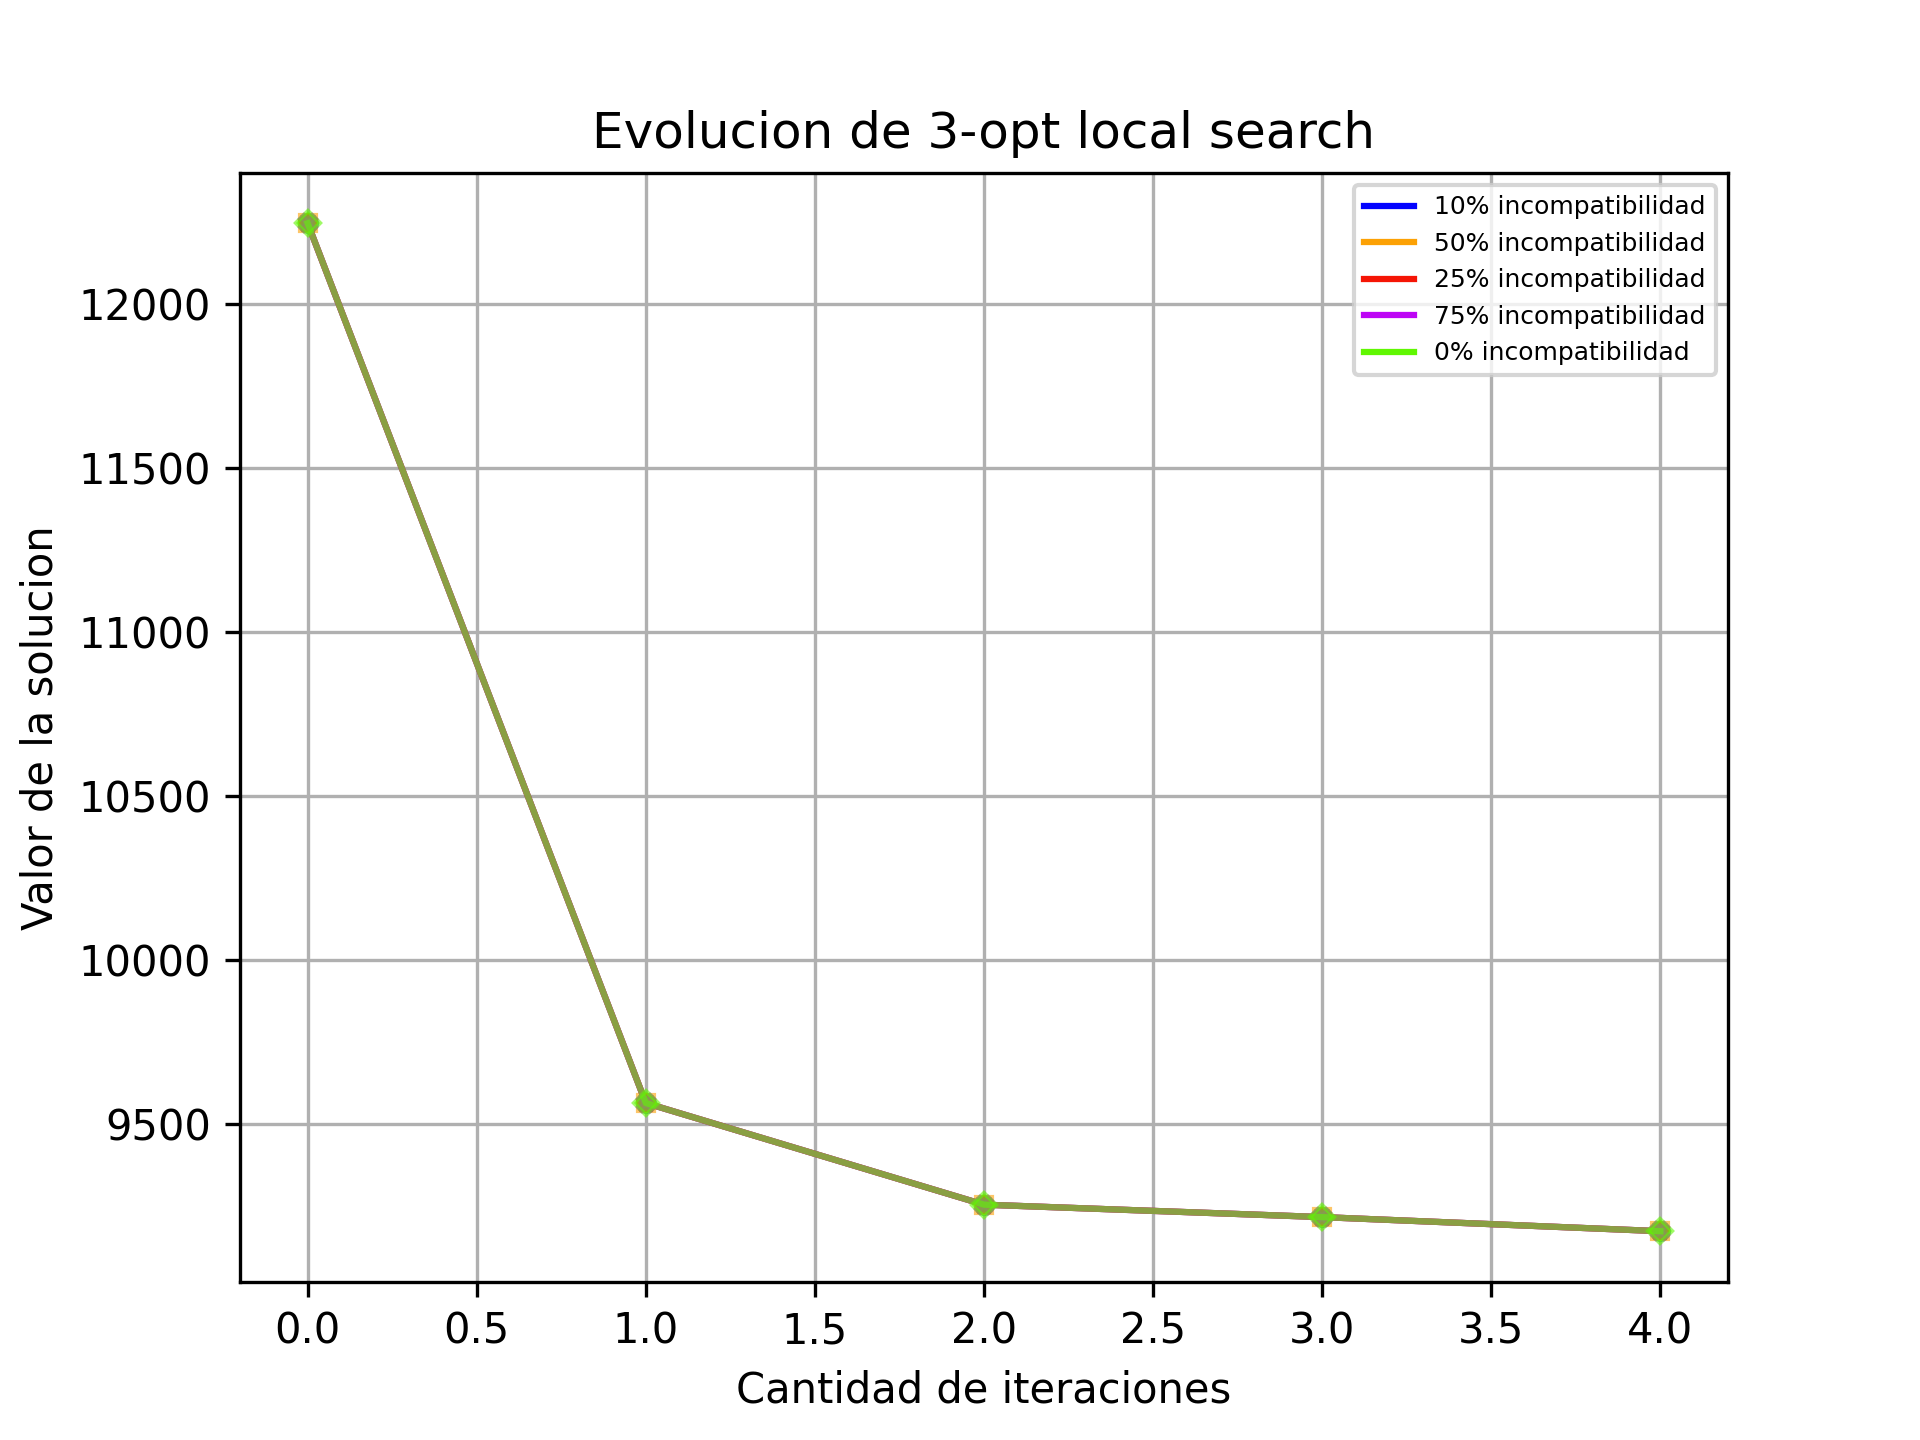 Evolucion de 3-opt local search
10% incompatibilidad
50% incompatibilidad
25% incompatibilidad
75% incompatibilidad
0% incompatibilidad
12000
11500
11000
10500
10000
9500
Valor de la solucion
0.0 0.5 1.0 1.5 2.0 2.5 3.0 3.5 4.0
Cantidad de iteraciones